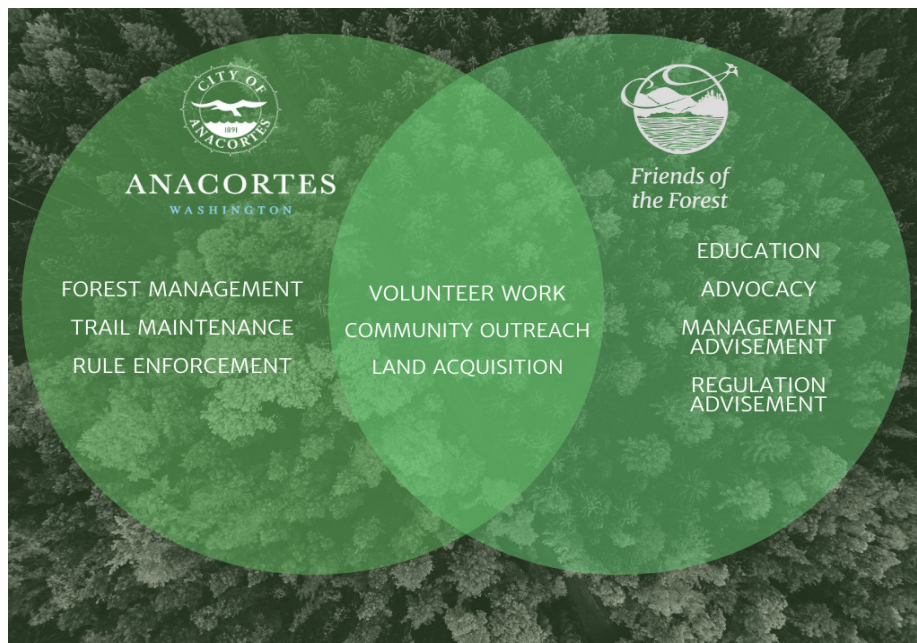 CITY OF
ANACORTES
1891
ANACORTES
WASHINGTON
FOREST MANAGEMENT
TRAIL MAINTENANCE
RULE ENFORCEMENT
VOLUNTEER WORK
COMMUNITY OUTREACH
LAND ACQUISITION
Friends of
the Forest
EDUCATION
ADVOCACY
MANAGEMENT
ADVISEMENT
REGULATION
ADVISEMENT